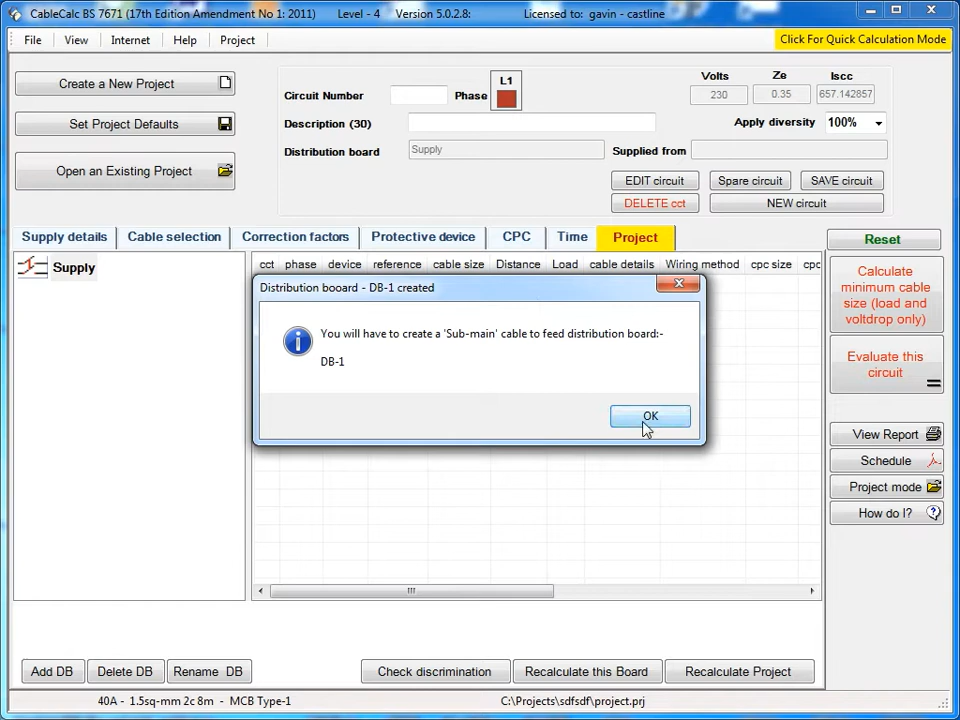 CableCalc BS 7671 (17th Edition Amendment No 1: 2011) Level - 4 Version 5.0.2.8: Licensed to: gavin - castline
File View Internet Help Project
Click For Quick Calculation Mode
Create a New Project
Set Project Defaults
Open an Existing Project
Circuit Number Phase L1
Description (30)
Distribution board Supply Supplied from
Volts Ze Iscc
230 0.35 657.142857
Apply diversity 100%
EDIT circuit Spare circuit SAVE circuit
DELETE cct NEW circuit
Supply details Cable selection Correction factors Protective device CPC Time Project
Supply
cct phase device reference cable size Distance Load cable details Wiring method cpc size cpc
Distribution booard - DB-1 created
You will have to create a 'Sub-main' cable to feed distribution board:-
DB-1
OK
Reset
Calculate
minimum cable
size (load and
voltdrop only)
Evaluate this
circuit
View Report
Schedule
Project mode
How do I?
Add DB Delete DB Rename DB Check discrimination Recalculate this Board Recalculate Project
40A - 1.5sq-mm 2c 8m - MCB Type-1 C:\Projects\sdfsdf\project.prj